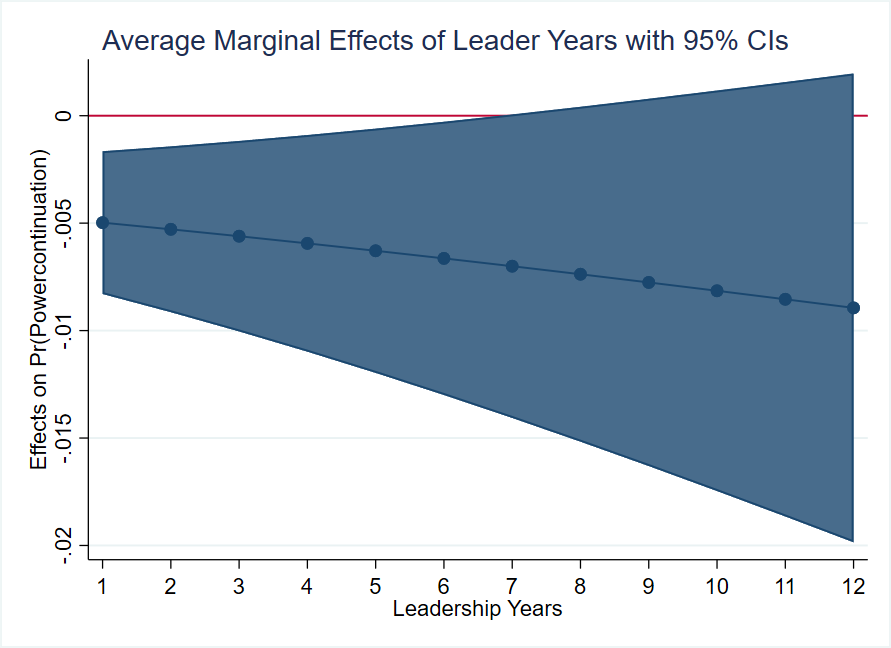 Average Marginal Effects of Leader Years with 95% CIs
Effects on Pr(Powercontinuation)
0
-.005
-.01
-.015
-.02
1 2 3 4 5 6 7 8 9 10 11 12
Leadership Years